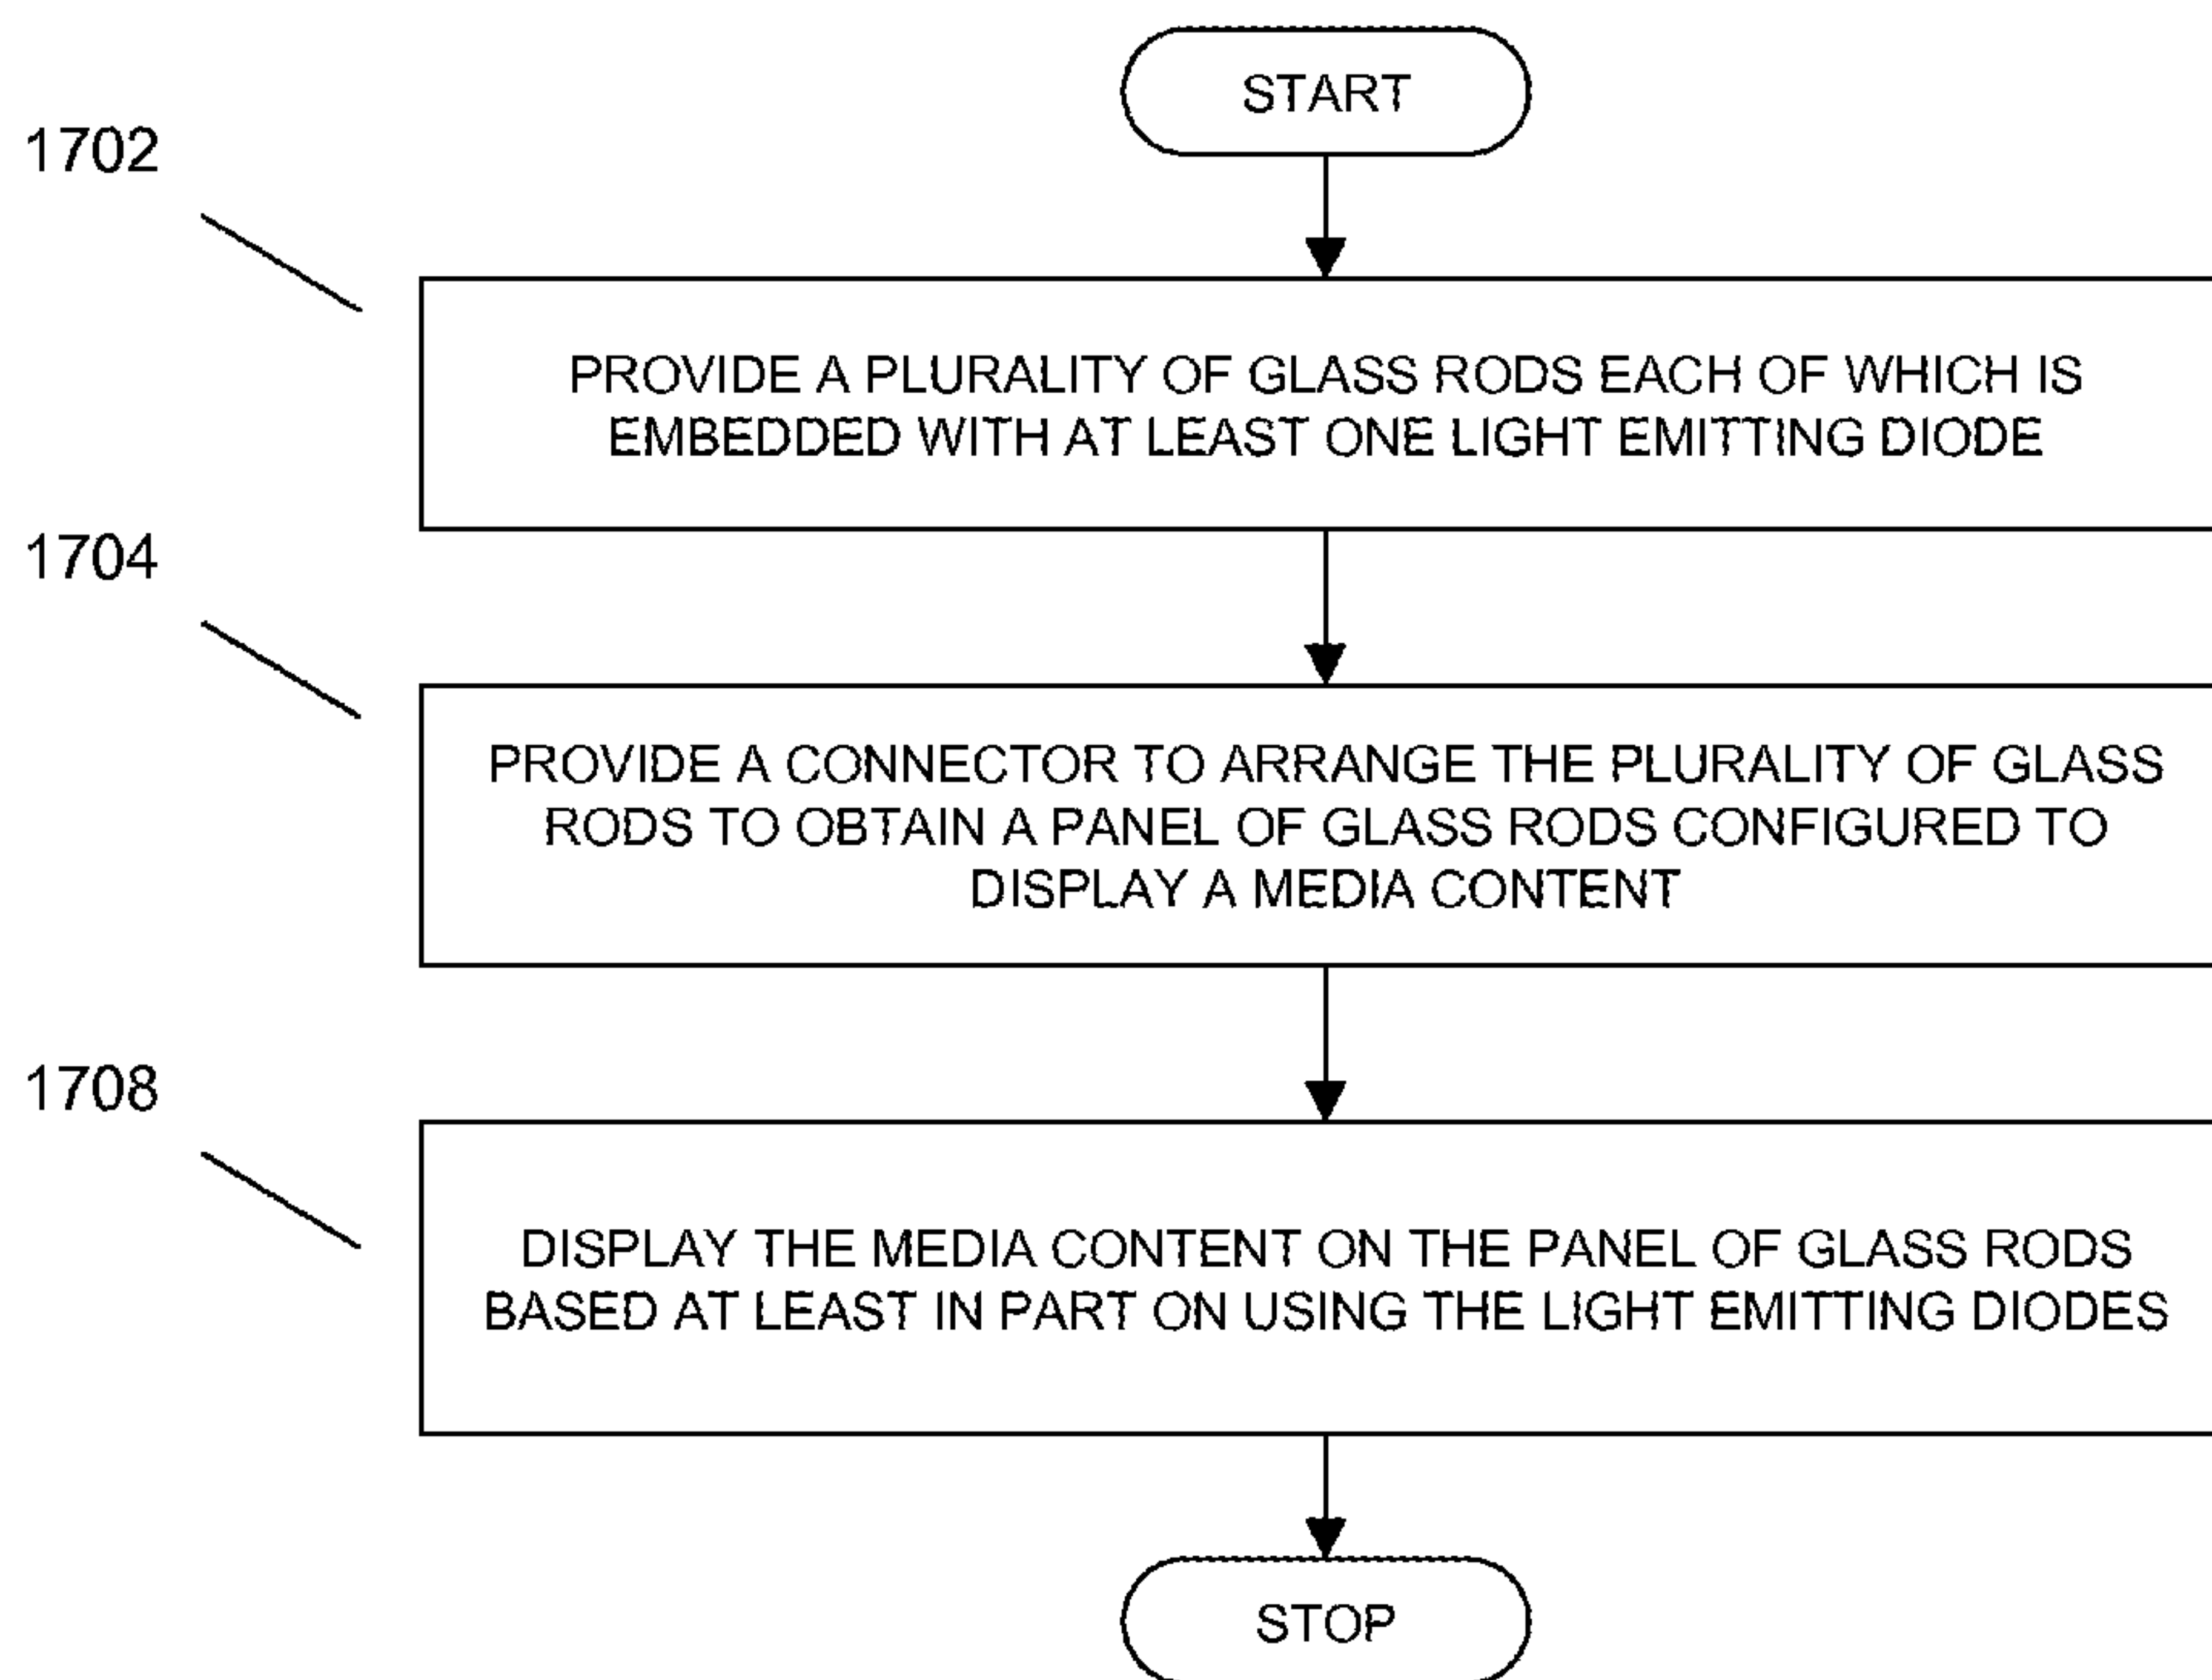 START
1702
PROVIDE A PLURALITY OF GLASS RODS EACH OF WHICH IS
EMBEDDED WITH AT LEAST ONE LIGHT EMITTING DIODE
1704
PROVIDE A CONNECTOR TO ARRANGE THE PLURALITY OF GLASS
RODS TO OBTAIN A PANEL OF GLASS RODS CONFIGURED TO
DISPLAY A MEDIA CONTENT
1708
DISPLAY THE MEDIA CONTENT ON THE PANEL OF GLASS RODS
BASED AT LEAST IN PART ON USING THE LIGHT EMITTING DIODES
STOP